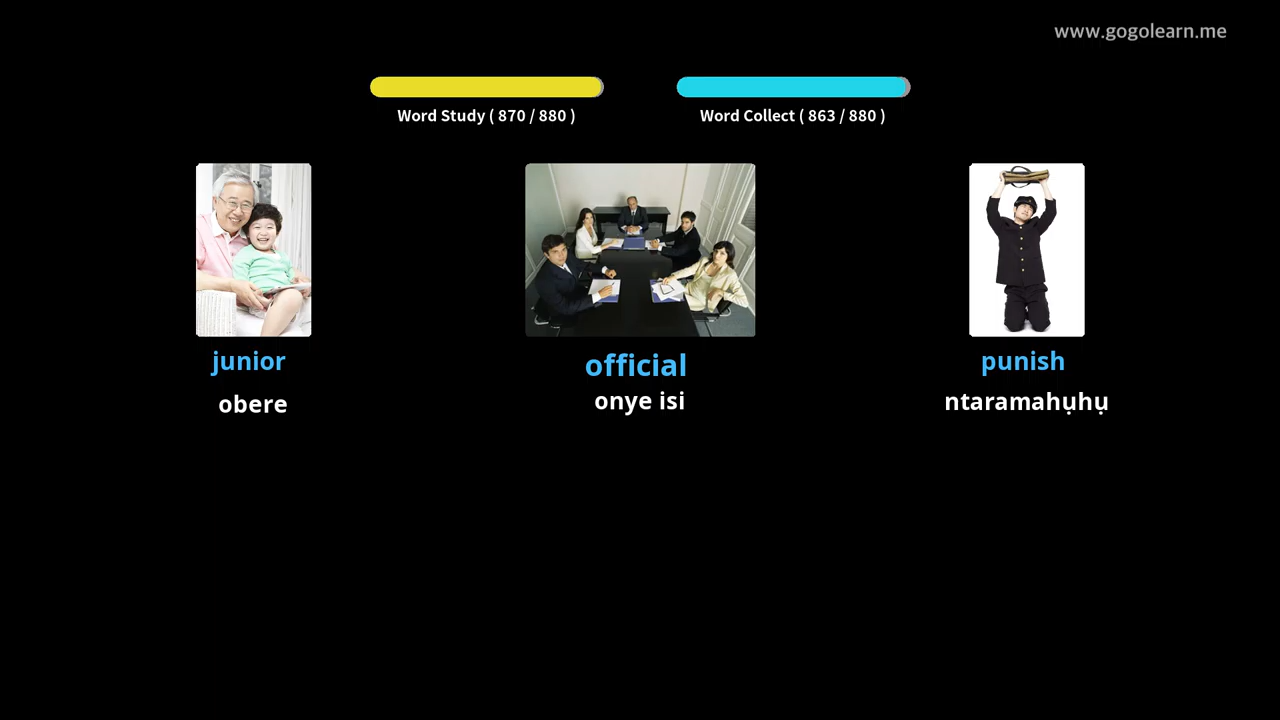 www.gogolearn.me
Word Study ( 870 / 880 )
Word Collect ( 863 / 880 )
junior
obere
official
onye isi
punish
ntaramahụhụ